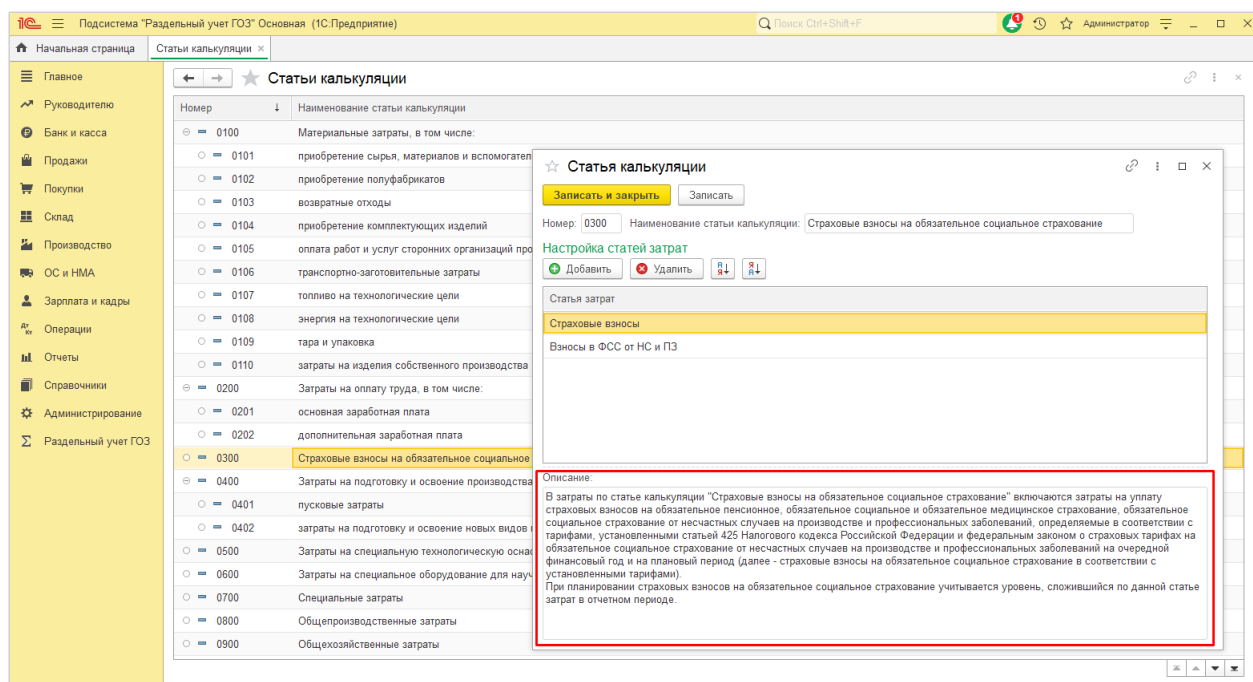 1С Подсистема "Раздельный учет ГОЗ" Основная (1С:Предприятие) Поиск Ctrl+Shift+F 1 Администратор
Начальная страница Статьи калькуляции ×
Главное
Руководителю
Банк и касса
Продажи
Покупки
Склад
Производство
ОС и НМА
Зарплата и кадры
Операции
Отчеты
Справочники
Администрирование
Раздельный учет ГОЗ
Статьи калькуляции
Номер ↓ Наименование статьи калькуляции
0100 Материальные затраты, в том числе:
0101 приобретение сырья, материалов и
0102 приобретение полуфабрикатов
0103 возвратные отходы
0104 приобретение комплектующих изделий
0105 оплата работ и услуг сторонних организаций
0106 транспортно-заготовительные затраты
0107 топливо на технологические цели
0108 энергия на технологические цели
0109 тара и упаковка
0110 затраты на изделия собственного производства
0200 Затраты на оплату труда, в том числе:
0201 основная заработная плата
0202 дополнительная заработная плата
0300 Страховые взносы на обязательное социальное
0400 Затраты на подготовку и освоение производства
0401 пусковые затраты
0402 затраты на подготовку и освоение новых видов
0500 Затраты на специальную технологическую
0600 Затраты на специальное оборудование для
0700 Специальные затраты
0800 Общепроизводственные затраты
0900 Общехозяйственные затраты
Статья калькуляции
Записать и закрыть Записать
Номер: 0300 Наименование статьи калькуляции: Страховые взносы на обязательное социальное страхование
Настройка статей затрат
Добавить Удалить
Статья затрат
Страховые взносы
Взносы в ФСС от НС и ПЗ
Описание:
В затраты по статье калькуляции "Страховые взносы на обязательное социальное страхование" включаются затраты на уплату
страховых взносов на обязательное пенсионное, обязательное социальное и обязательное медицинское страхование, обязательное
социальное страхование от несчастных случаев на производстве и профессиональных заболеваний, определяемые в соответствии с
тарифами, установленными статьей 425 Налогового кодекса Российской Федерации и федеральным законом о страховых тарифах на
обязательное социальное страхование от несчастных случаев на производстве и профессиональных заболеваний на очередной
финансовый год и на плановый период (далее - страховые взносы на обязательное социальное страхование в соответствии с
установленными тарифами).
При планировании страховых взносов на обязательное социальное страхование учитывается уровень, сложившийся по данной статье
затрат в отчетном периоде.